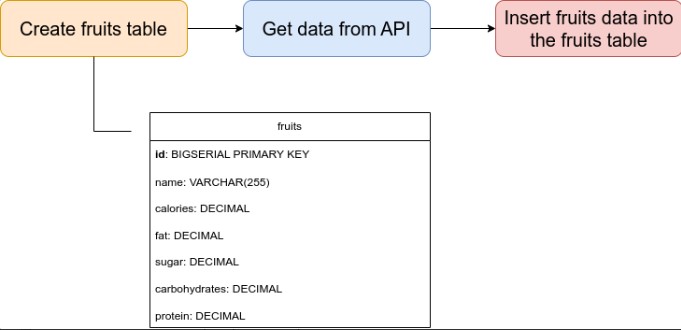 Create fruits table
Get data from API
Insert fruits data into
the fruits table
fruits
id: BIGSERIAL PRIMARY KEY
name: VARCHAR(255)
calories: DECIMAL
fat: DECIMAL
sugar: DECIMAL
carbohydrates: DECIMAL
protein: DECIMAL